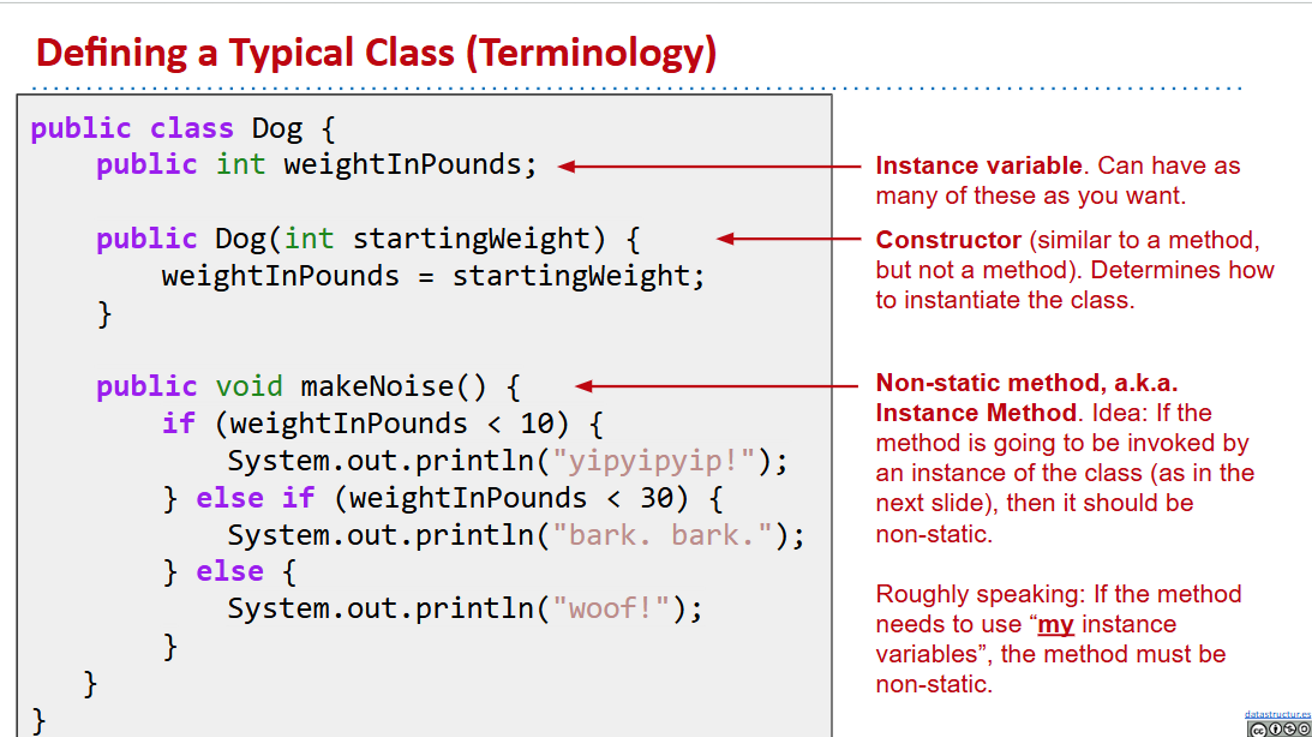 Defining a Typical Class (Terminology)
public class Dog {
    public int weightInPounds;

    public Dog(int startingWeight) {
        weightInPounds = startingWeight;
    }

    public void makeNoise() {
        if (weightInPounds < 10) {
            System.out.println("yipyipyip!");
        } else if (weightInPounds < 30) {
            System.out.println("bark. bark.");
        } else {
            System.out.println("woof!");
        }
    }
}
Instance variable. Can have as
many of these as you want.
Constructor (similar to a method,
but not a method). Determines how
to instantiate the class.
Non-static method, a.k.a.
Instance Method. Idea: If the
method is going to be invoked by
an instance of the class (as in the
next slide), then it should be
non-static.
Roughly speaking: If the method
needs to use “my instance
variables”, the method must be
non-static.
datastructur.es